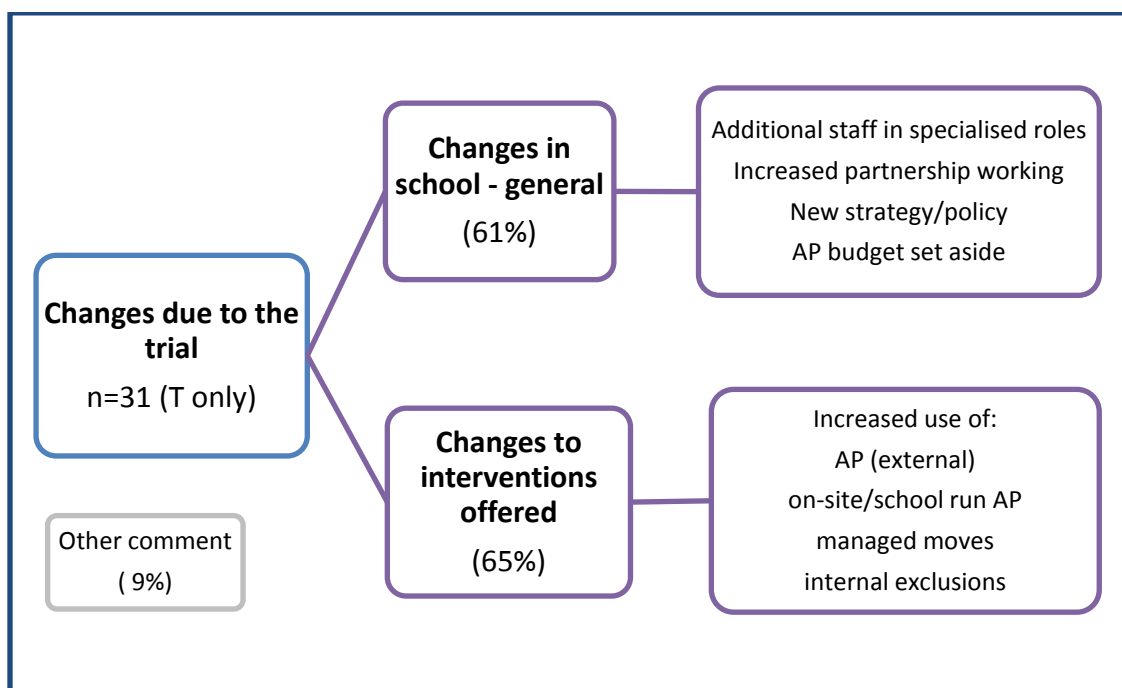 Changes due to the
trial
n=31 (T only)
Other comment
( 9%)
Changes in
school - general
(61%)
Changes to
interventions
offered
(65%)
Additional staff in specialised roles
Increased partnership working
New strategy/policy
AP budget set aside
Increased use of:
AP (external)
on-site/school run AP
managed moves
internal exclusions